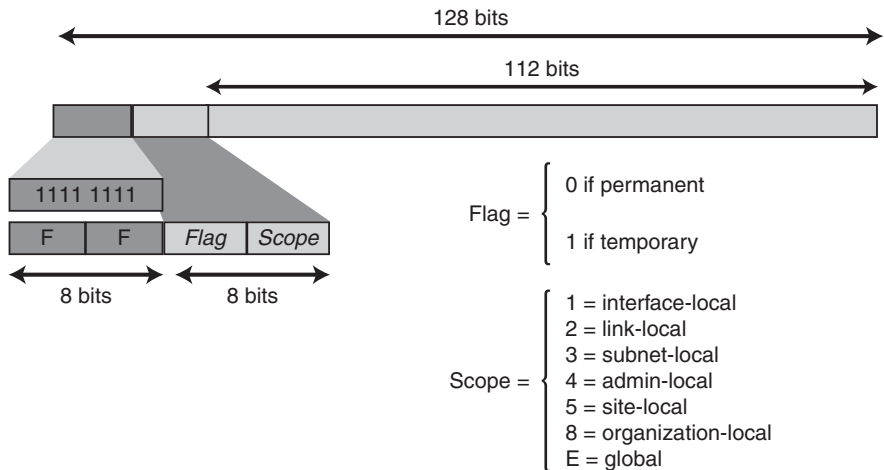 128 bits
112 bits
1111 1111
F F Flag Scope
8 bits 8 bits
Flag =
0 if permanent
1 if temporary
Scope =
1 = interface-local
2 = link-local
3 = subnet-local
4 = admin-local
5 = site-local
8 = organization-local
E = global